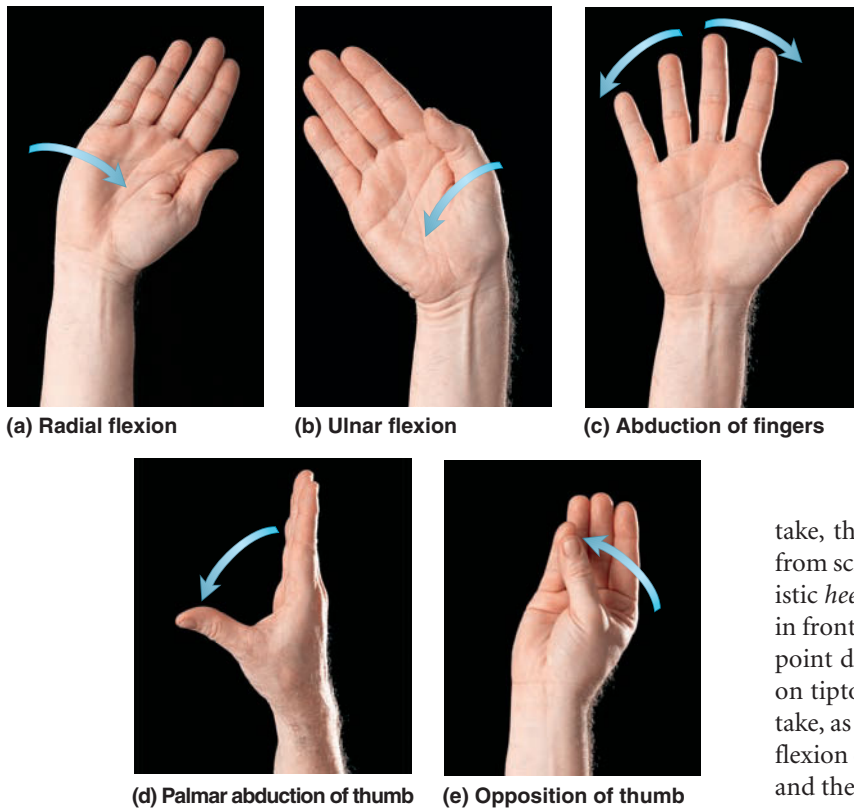 (a) Radial flexion
(b) Ulnar flexion
(c) Abduction of fingers
(d) Palmar abduction of thumb
(e) Opposition of thumb
take, th
from sc
istic hee
in front
point d
on tipto
take, as
flexion
and the